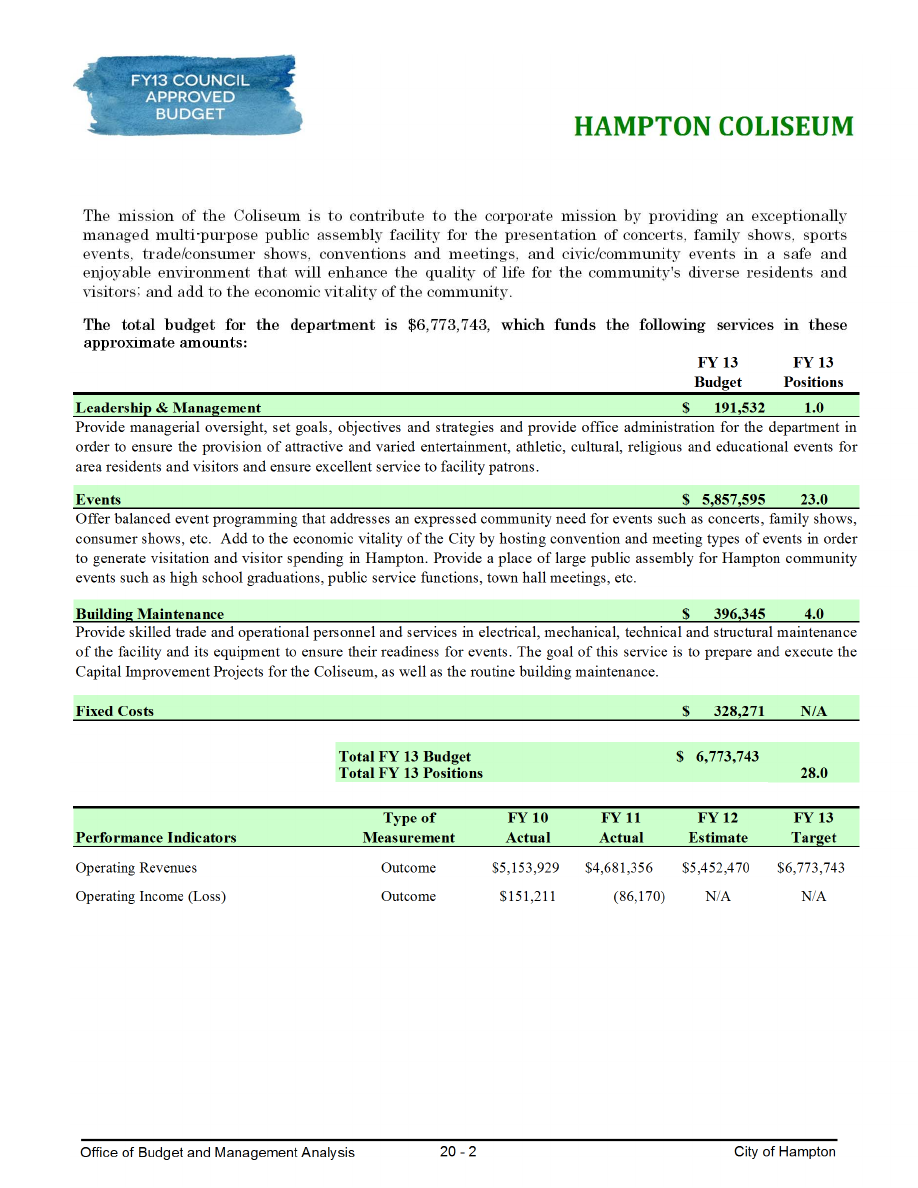 FY13 COUNCIL
APPROVED
BUDGET
HAMPTON COLISEUM
The mission of the Coliseum is to contribute to the corporate mission by providing an exceptionally
managed multi-purpose public assembly facility for the presentation of concerts, family shows, sports
events, trade/consumer shows, conventions and meetings, and civic/community events in a safe and
enjoyable environment that will enhance the quality of life for the community's diverse residents and
visitors; and add to the economic vitality of the community.
The total budget for the department is $6,773,743, which funds the following services in these
approximate amounts:
FY 13 FY 13
Budget Positions
Leadership & Management $ 191,532 1.0
Provide managerial oversight, set goals, objectives and strategies and provide office administration for the department in
order to ensure the provision of attractive and varied entertainment, athletic, cultural, religious and educational events for
area residents and visitors and ensure excellent service to facility patrons.
Events $ 5,857,595 23.0
Offer balanced event programming that addresses an expressed community need for events such as concerts, family shows,
consumer shows, etc. Add to the economic vitality of the City by hosting convention and meeting types of events in order
to generate visitation and visitor spending in Hampton. Provide a place of large public assembly for Hampton community
events such as high school graduations, public service functions, town hall meetings, etc.
Building Maintenance $ 396,345 4.0
Provide skilled trade and operational personnel and services in electrical, mechanical, technical and structural maintenance
of the facility and its equipment to ensure their readiness for events. The goal of this service is to prepare and execute the
Capital Improvement Projects for the Coliseum, as well as the routine building maintenance.
Fixed Costs $ 328,271 N/A
Total FY 13 Budget $ 6,773,743
Total FY 13 Positions 28.0
Type of FY 10 FY 11 FY 12 FY 13
Performance Indicators Measurement Actual Actual Estimate Target
Operating Revenues Outcome $5,153,929 $4,681,356 $5,452,470 $6,773,743
Operating Income (Loss) Outcome $151,211 (86,170) N/A N/A
Office of Budget and Management Analysis 20 - 2 City of Hampton